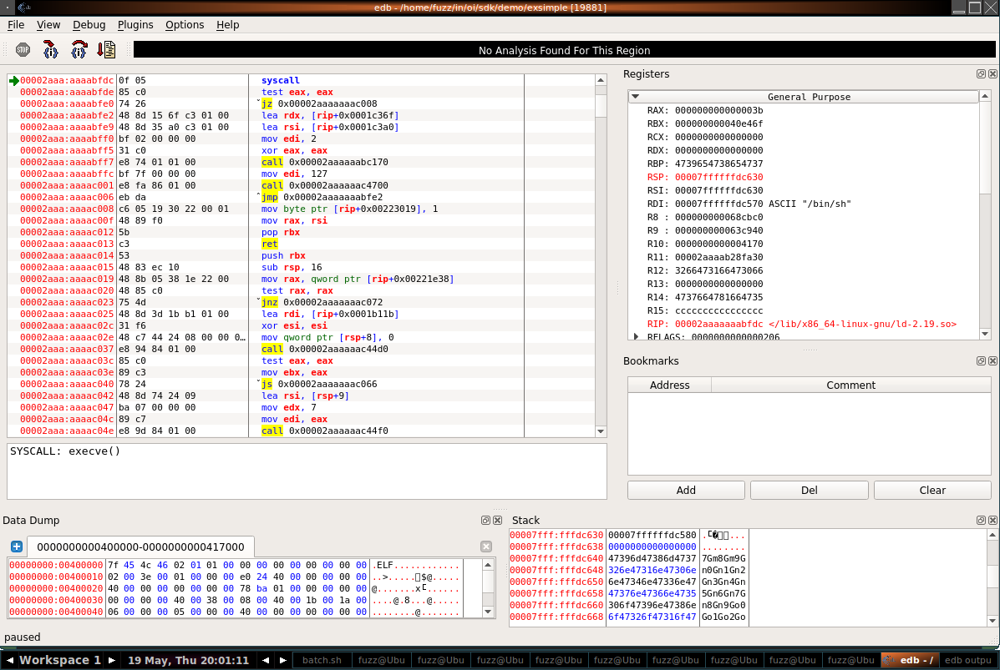 edb - /home/fuzz/in/oi/sdk/demo/exsimple [19881]
File View Debug Plugins Options Help
STOP
No Analysis Found For This Region
00002aaa:aaaabfdc 0f 05 syscall
00002aaa:aaaabfde 85 c0 test eax, eax
00002aaa:aaaabfe0 74 26 jz 0x00002aaaaaaac008
00002aaa:aaaabfe2 48 8d 15 6f c3 01 00 lea rdx, [rip+0x0001c36f]
00002aaa:aaaabfe9 48 8d 35 a0 c3 01 00 lea rsi, [rip+0x0001c3a0]
00002aaa:aaaabff0 bf 02 00 00 00 mov edi, 2
00002aaa:aaaabff5 31 c0 xor eax, eax
00002aaa:aaaabff7 e8 74 01 01 00 call 0x00002aaaaaabc170
00002aaa:aaaabffc bf 7f 00 00 00 mov edi, 127
00002aaa:aaaac001 e8 fa 86 01 00 call 0x00002aaaaaac4700
00002aaa:aaaac006 eb da jmp 0x00002aaaaaaabfe2
00002aaa:aaaac008 c6 05 19 30 22 00 01 mov byte ptr [rip+0x00223019], 1
00002aaa:aaaac00f 48 89 f0 mov rax, rsi
00002aaa:aaaac012 5b pop rbx
00002aaa:aaaac013 c3 ret
00002aaa:aaaac014 53 push rbx
00002aaa:aaaac015 48 83 ec 10 sub rsp, 16
00002aaa:aaaac019 48 8b 05 38 1e 22 00 mov rax, qword ptr [rip+0x00221e38]
00002aaa:aaaac020 48 85 c0 test rax, rax
00002aaa:aaaac023 75 4d jnz 0x00002aaaaaaac072
00002aaa:aaaac025 48 8d 3d 1b b1 01 00 lea rdi, [rip+0x0001b11b]
00002aaa:aaaac02c 31 f6 xor esi, esi
00002aaa:aaaac02e 48 c7 44 24 08 00 00 0… mov qword ptr [rsp+8], 0
00002aaa:aaaac037 e8 94 84 01 00 call 0x00002aaaaaac44d0
00002aaa:aaaac03c 85 c0 test eax, eax
00002aaa:aaaac03e 89 c3 mov ebx, eax
00002aaa:aaaac040 78 24 js 0x00002aaaaaaac066
00002aaa:aaaac042 48 8d 74 24 09 lea rsi, [rsp+9]
00002aaa:aaaac047 ba 07 00 00 00 mov edx, 7
00002aaa:aaaac04c 89 c7 mov edi, eax
00002aaa:aaaac04e e8 9d 84 01 00 call 0x00002aaaaaac44f0
SYSCALL: execve()
Registers
General Purpose
RAX: 000000000000003b
RBX: 000000000040e46f
RCX: 0000000000000000
RDX: 0000000000000000
RBP: 4739654738654737
RSP: 00007ffffffdc630
RSI: 00007ffffffdc630
RDI: 00007ffffffdc570 ASCII "/bin/sh"
R8 : 000000000068cbc0
R9 : 000000000063c940
R10: 0000000000004170
R11: 00002aaaab28fa30
R12: 3266473166473066
R13: 0000000000000000
R14: 4737664781664735
R15: cccccccccccccccc
RIP: 00002aaaaaaabfdc </lib/x86_64-linux-gnu/ld-2.19.so>
RFLAGS: 0000000000000206
Bookmarks
Address Comment
Add Del Clear
Data Dump
0000000000400000-0000000000417000
00000000:00400000 7f 45 4c 46 02 01 01 00 00 00 00 00 00 00 00 00 .ELF............
00000000:00400010 02 00 3e 00 01 00 00 00 e0 24 40 00 00 00 00 00 ..>......$@.....
00000000:00400020 40 00 00 00 00 00 00 00 78 ba 01 00 00 00 00 00 @.......x.......
00000000:00400030 00 00 00 00 40 00 38 00 08 00 40 00 1b 00 1a 00 ....@.8...@.....
00000000:00400040 06 00 00 00 05 00 00 00 40 00 00 00 00 00 00 00 ........@.......
Stack
00007fff:fffdc630 00007ffffffdc580
00007fff:fffdc638 0000000000000000 ........
00007fff:fffdc640 47396d47386d4737 7Gm8Gm9G
00007fff:fffdc648 326e47316e47306e n0Gn1Gn2
00007fff:fffdc650 6e47346e47336e47 Gn3Gn4Gn
00007fff:fffdc658 47376e47366e4735 5Gn6Gn7G
00007fff:fffdc660 306f47396e47386e n8Gn9Go0
00007fff:fffdc668 6f47326f47316f47 Go1Go2Go
paused
Workspace 1 19 May, Thu 20:01:11 batch.sh fuzz@Ubu fuzz@Ubu fuzz@Ubu fuzz@Ubu fuzz@Ubu fuzz@Ubu fuzz@Ubu fuzz@Ubu fuzz@Ubu edb - / edb outpu